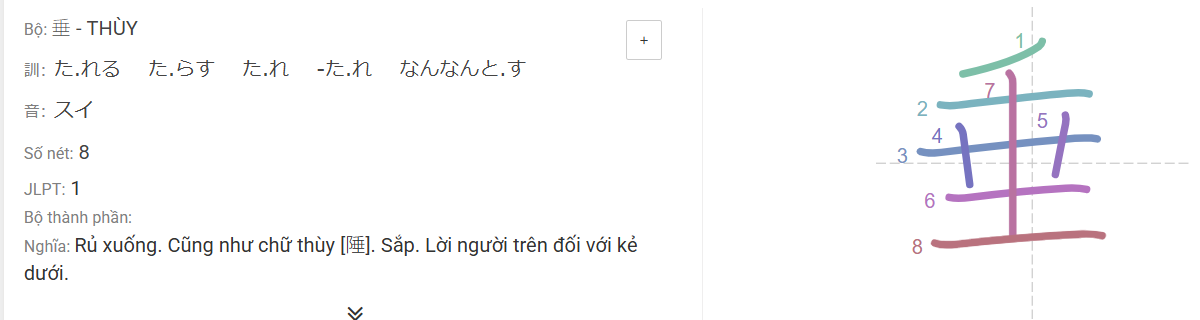 Bộ: 垂 - THÙY
+
訓: た.れる た.らす た.れ -た.れ なんなんと.す
音: スイ
Số nét: 8
JLPT: 1
Bộ thành phần:
Nghĩa: Rủ xuống. Cũng như chữ thùy [陲]. Sắp. Lời người trên đối với kẻ
dưới.
1
7
2
4
5
3
6
8